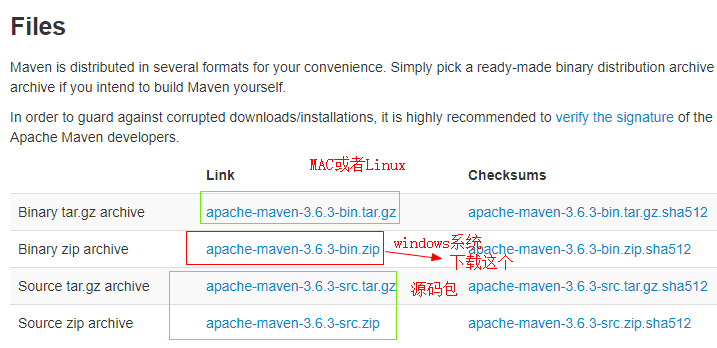 Files
Maven is distributed in several formats for your convenience. Simply pick a ready-made binary distribution archive
archive if you intend to build Maven yourself.
In order to guard against corrupted downloads/installations, it is highly recommended to verify the signature of the
Apache Maven developers.
MAC或者Linux
Link Checksums
Binary tar.gz archive apache-maven-3.6.3-bin.tar.gz apache-maven-3.6.3-bin.tar.gz.sha512
Binary zip archive apache-maven-3.6.3-bin.zip windows系统 apache-maven-3.6.3-bin.zip.sha512
下载这个
Source tar.gz archive apache-maven-3.6.3-src.tar.gz 源码包 apache-maven-3.6.3-src.tar.gz.sha512
Source zip archive apache-maven-3.6.3-src.zip apache-maven-3.6.3-src.zip.sha512